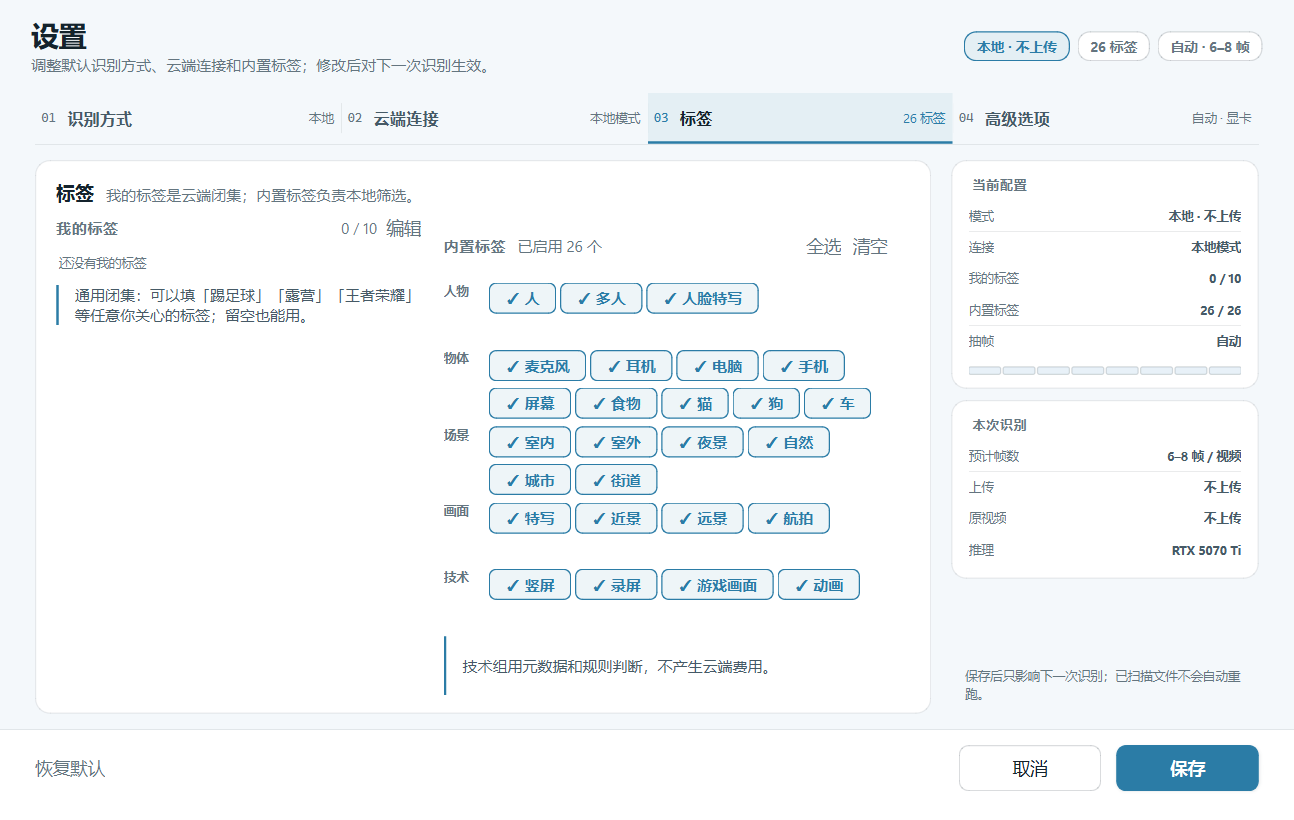 设置
调整默认识别方式、云端连接和内置标签；修改后对下一次识别生效。
本地 · 不上传
26 标签
自动 · 6–8 帧
01 识别方式 本地
02 云端连接 本地模式
03 标签 26 标签
04 高级选项 自动 · 显卡
标签 我的标签是云端闭集；内置标签负责本地筛选。
我的标签 0 / 10 编辑
还没有我的标签
通用闭集：可以填「踢足球」「露营」「王者荣耀」
等任意你关心的标签；留空也能用。
内置标签 已启用 26 个 全选 清空
人物 ✓ 人 ✓ 多人 ✓ 人脸特写
物体 ✓ 麦克风 ✓ 耳机 ✓ 电脑 ✓ 手机
✓ 屏幕 ✓ 食物 ✓ 猫 ✓ 狗 ✓ 车
场景 ✓ 室内 ✓ 室外 ✓ 夜景 ✓ 自然
✓ 城市 ✓ 街道
画面 ✓ 特写 ✓ 近景 ✓ 远景 ✓ 航拍
技术 ✓ 竖屏 ✓ 录屏 ✓ 游戏画面 ✓ 动画
技术组用元数据和规则判断，不产生云端费用。
当前配置
模式 本地 · 不上传
连接 本地模式
我的标签 0 / 10
内置标签 26 / 26
抽帧 自动
本次识别
预计帧数 6–8 帧 / 视频
上传 不上传
原视频 不上传
推理 RTX 5070 Ti
保存后只影响下一次识别；已扫描文件不会自动重
跑。
恢复默认
取消
保存